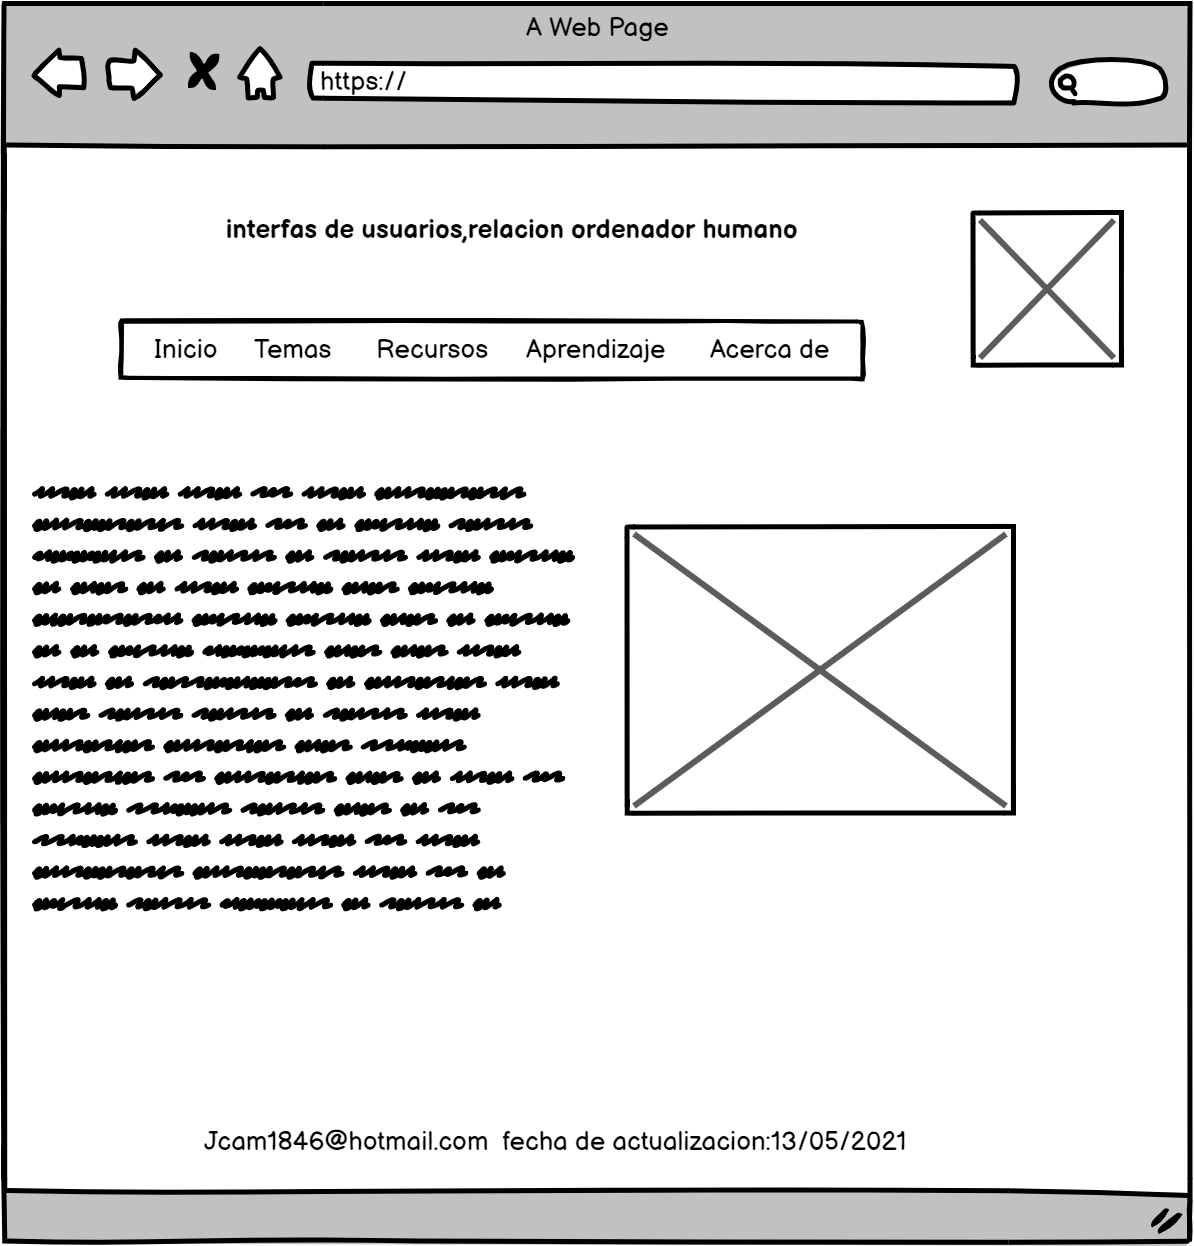 A Web Page
https://
interfas de usuarios,relacion ordenador humano
Inicio Temas Recursos Aprendizaje Acerca de
Jcam1846@hotmail.com fecha de actualizacion:13/05/2021